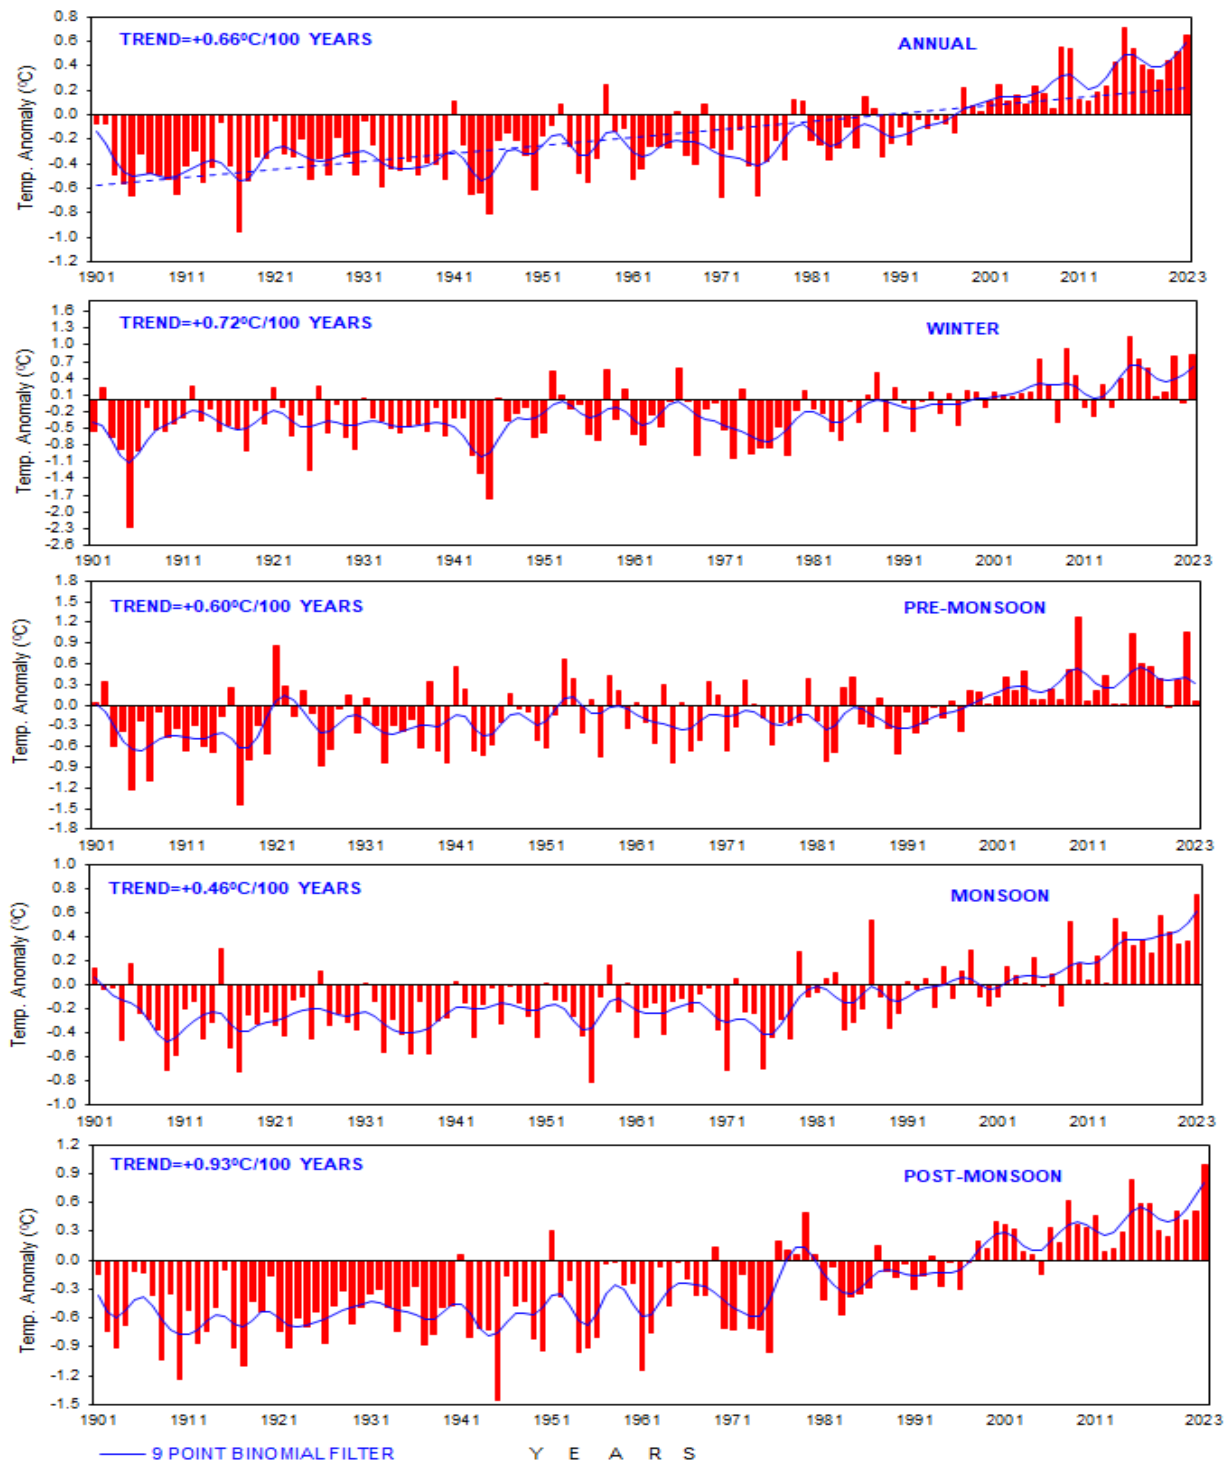 TREND=+0.66ºC/100 YEARS
ANNUAL
Temp. Anomaly (ºC)
0.8
0.6
0.4
0.2
0.0
-0.2
-0.4
-0.6
-0.8
-1.0
-1.2
1901 1911 1921 1931 1941 1951 1961 1971 1981 1991 2001 2011 2023
TREND=+0.72ºC/100 YEARS
WINTER
Temp. Anomaly (ºC)
1.6
1.3
1.0
0.7
0.4
0.1
-0.2
-0.5
-0.8
-1.1
-1.4
-1.7
-2.0
-2.3
-2.6
1901 1911 1921 1931 1941 1951 1961 1971 1981 1991 2001 2011 2023
TREND=+0.60ºC/100 YEARS
PRE-MONSOON
Temp. Anomaly (ºC)
1.8
1.5
1.2
0.9
0.6
0.3
0.0
-0.3
-0.6
-0.9
-1.2
-1.5
-1.8
1901 1911 1921 1931 1941 1951 1961 1971 1981 1991 2001 2011 2023
TREND=+0.46ºC/100 YEARS
MONSOON
Temp. Anomaly (ºC)
1.0
0.8
0.6
0.4
0.2
0.0
-0.2
-0.4
-0.6
-0.8
-1.0
1901 1911 1921 1931 1941 1951 1961 1971 1981 1991 2001 2011 2023
TREND=+0.93ºC/100 YEARS
POST-MONSOON
Temp. Anomaly (ºC)
1.2
0.9
0.6
0.3
0.0
-0.3
-0.6
-0.9
-1.2
-1.5
1901 1911 1921 1931 1941 1951 1961 1971 1981 1991 2001 2011 2023
9 POINT BINOMIAL FILTER
Y E A R S